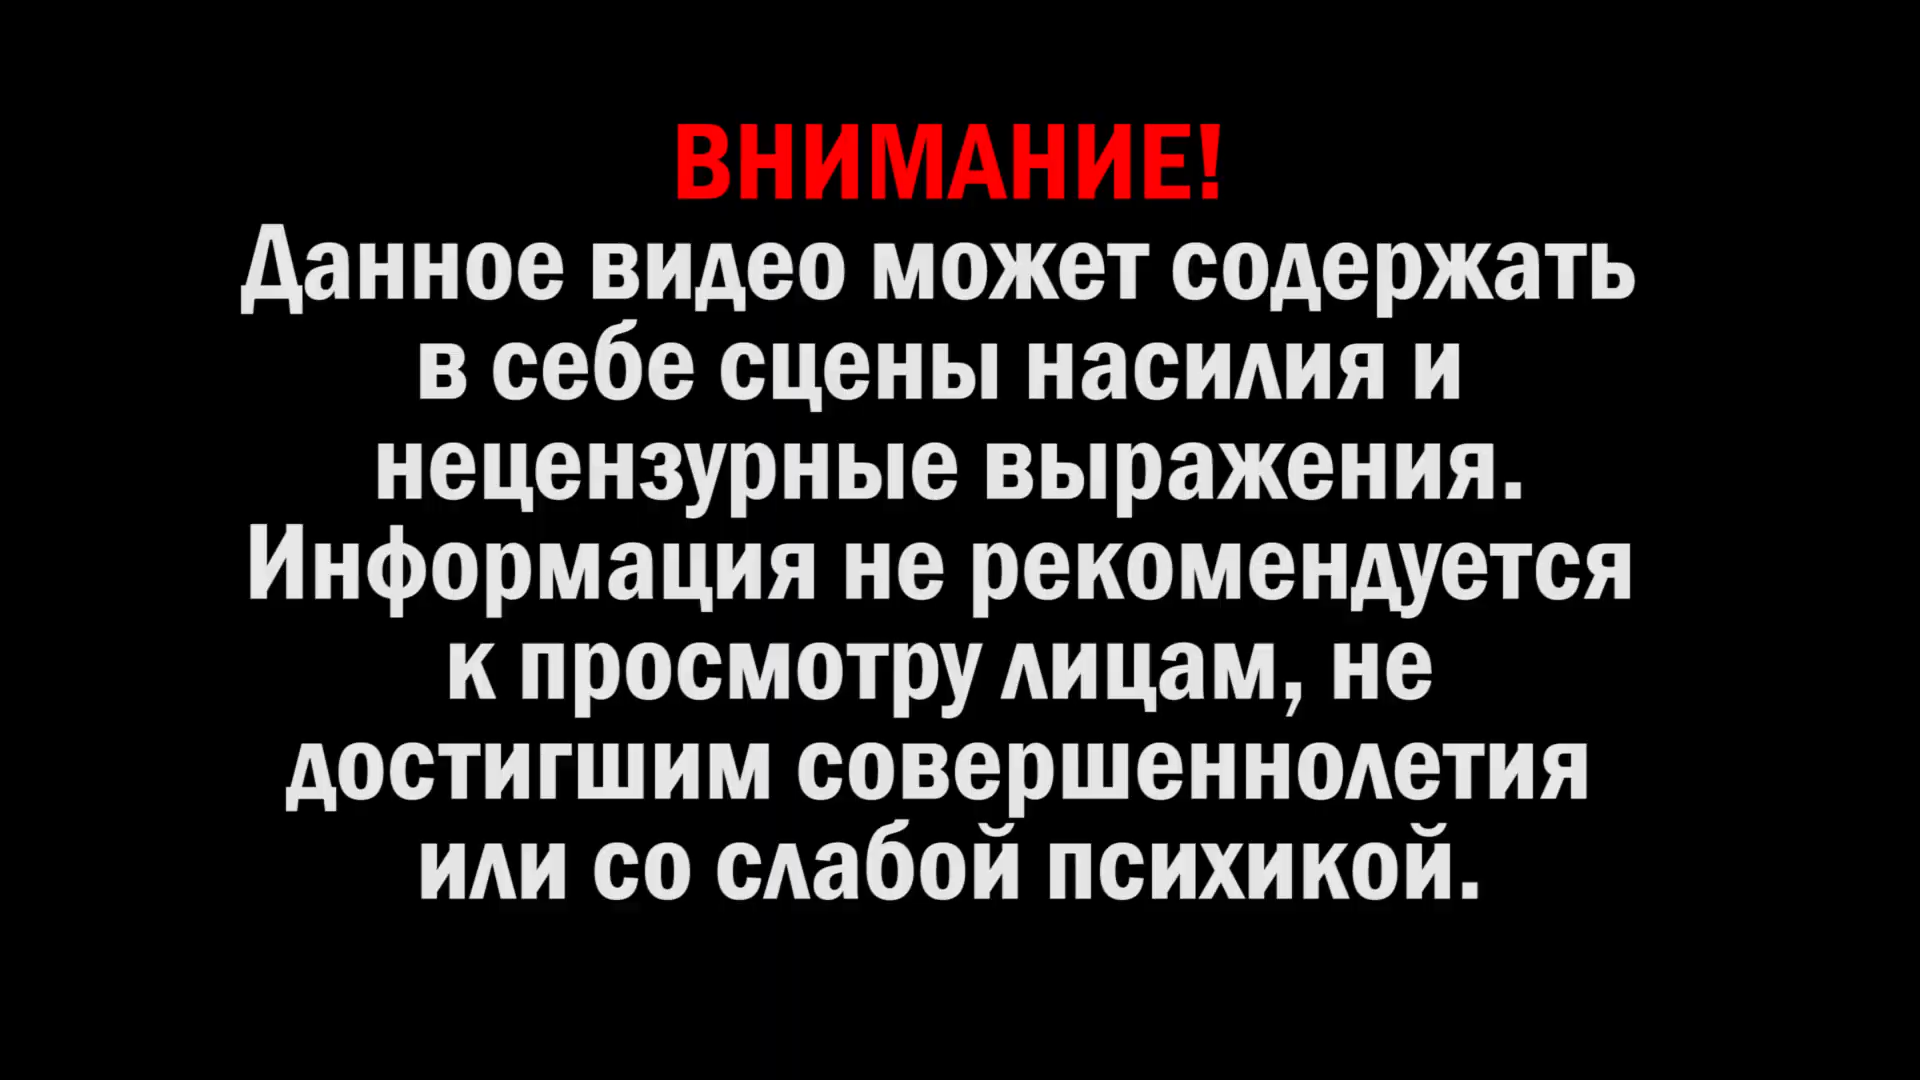 ВНИМАНИЕ!
Данное видео может содержать
в себе сцены насилия и
нецензурные выражения.
Информация не рекомендуется
к просмотру лицам, не
достигшим совершеннолетия
или со слабой психикой.